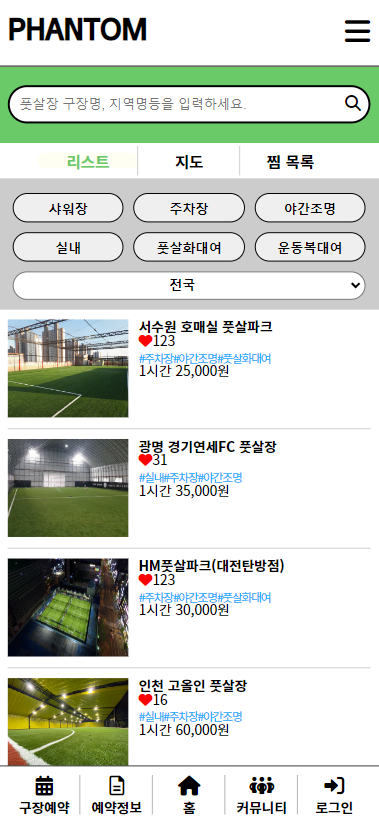 PHANTOM
풋살장 구장명, 지역명등을 입력하세요.
리스트 지도 찜 목록
샤워장 주차장 야간조명
실내 풋살화대여 운동복대여
전국
서수원 호매실 풋살파크
123
#주차장#야간조명#풋살화대여
1시간 25,000원
광명 경기연세FC 풋살장
31
#실내#주차장#야간조명
1시간 35,000원
HM풋살파크(대전탄방점)
123
#주차장#야간조명#풋살화대여
1시간 30,000원
인천 고올인 풋살장
16
#실내#주차장#야간조명
1시간 60,000원
구장예약 예약정보 홈 커뮤니티 로그인